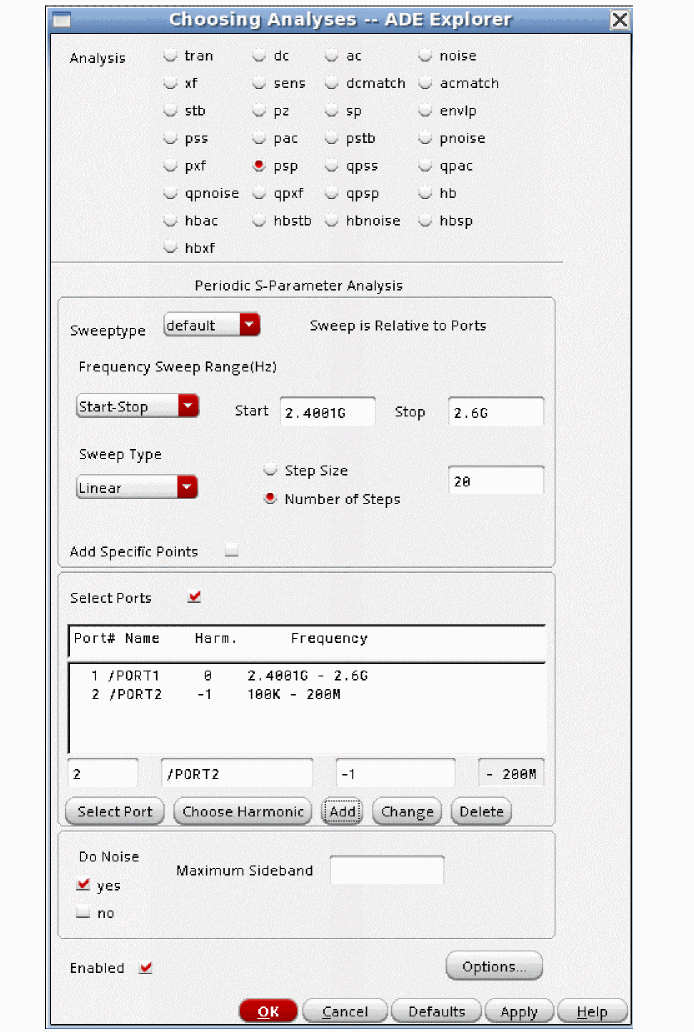 Choosing Analyses -- ADE Explorer
Analysis tran dc ac noise
xf sens dcmatch acmatch
stb pz sp envlp
pss pac pstb pnoise
pxf psp qpss qpac
qpnoise qpxf qpsp hb
hbac hbstb hbnoise hbsp
hbxf
Periodic S-Parameter Analysis
Sweeptype default Sweep is Relative to Ports
Frequency Sweep Range(Hz)
Start-Stop Start 2.4001G Stop 2.6G
Sweep Type
Linear Step Size
Number of Steps 20
Add Specific Points
Select Ports
Port# Name Harm. Frequency
1 /PORT1 0 2.4001G - 2.6G
2 /PORT2 -1 100K - 200M
2 /PORT2 -1 - 200M
Select Port Choose Harmonic Add Change Delete
Do Noise
yes Maximum Sideband
no
Enabled Options...
OK Cancel Defaults Apply Help